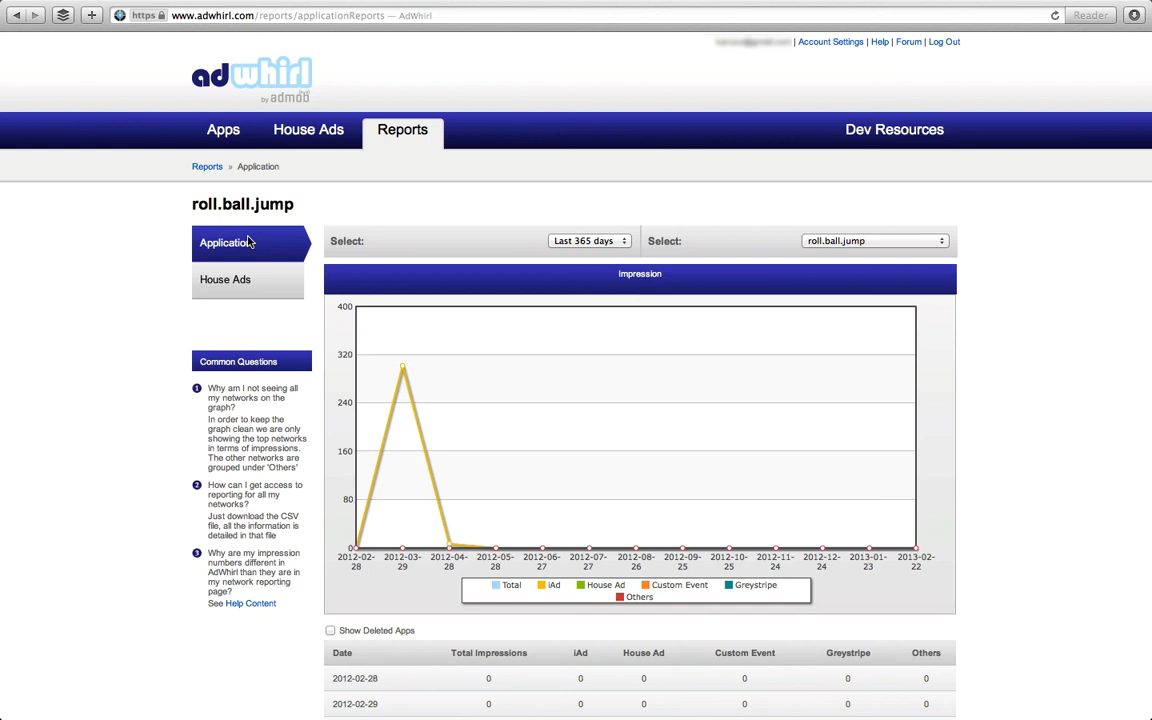 https www.adwhirl.com/reports/applicationReports — AdWhirl
Reader
| Account Settings | Help | Forum | Log Out
adwhirl
by admob
Apps House Ads Reports Dev Resources
Reports » Application
roll.ball.jump
Application
House Ads
Select: Last 365 days Select: roll.ball.jump
Impression
400
320
240
160
80
0
2012-02-28 2012-03-29 2012-04-28 2012-05-28 2012-06-27 2012-07-27 2012-08-26 2012-09-25 2012-10-25 2012-11-24 2012-12-24 2013-01-23 2013-02-22
Total iAd House Ad Custom Event Greystripe
Others
Common Questions
1 Why am I not seeing all
my networks on the
graph?
In order to keep the
graph clean we are only
showing the top networks
in terms of impressions.
The other networks are
grouped under 'Others'
2 How can I get access to
reporting for all my
networks?
Just download the CSV
file, all the information is
detailed in that file
3 Why are my impression
numbers different in
AdWhirl than they are in
my network reporting
page?
See Help Content
Show Deleted Apps
Date Total Impressions iAd House Ad Custom Event Greystripe Others
2012-02-28 0 0 0 0 0 0
2012-02-29 0 0 0 0 0 0